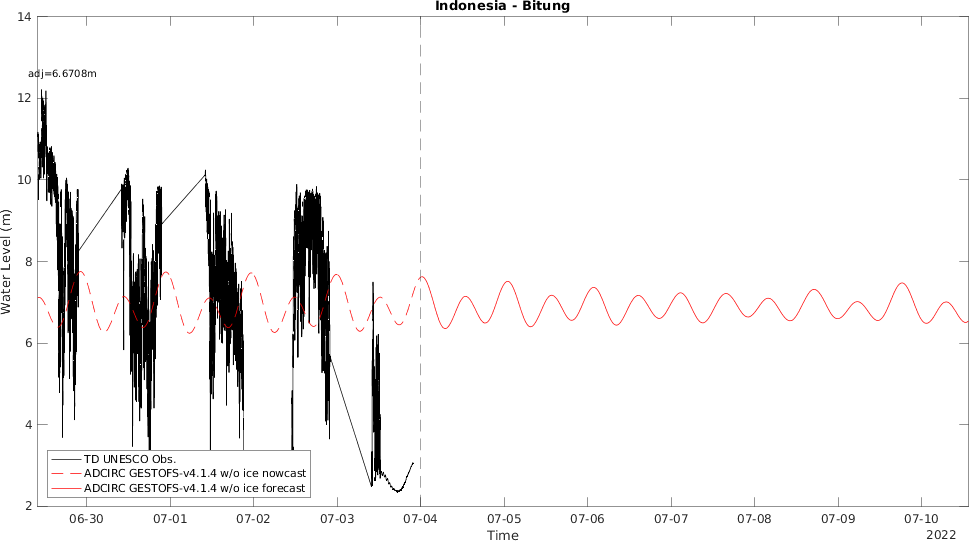 Indonesia - Bitung
14
adj=6.6708m
12
10
8
6
4
2
Water Level (m)
TD UNESCO Obs.
ADCIRC GESTOFS-v4.1.4 w/o ice nowcast
ADCIRC GESTOFS-v4.1.4 w/o ice forecast
06-30 07-01 07-02 07-03 07-04 07-05 07-06 07-07 07-08 07-09 07-10
Time
2022